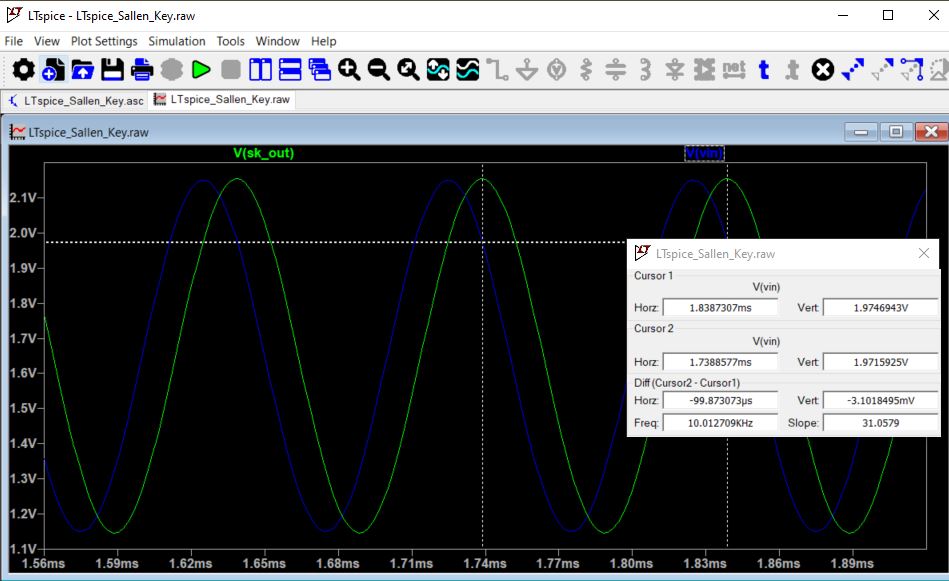 LTspice - LTspice_Sallen_Key.raw
File View Plot Settings Simulation Tools Window Help
LTspice_Sallen_Key.asc LTspice_Sallen_Key.raw
LTspice_Sallen_Key.raw
V(sk_out) V(vin)
2.1V
2.0V
1.9V
1.8V
1.7V
1.6V
1.5V
1.4V
1.3V
1.2V
1.1V
1.56ms 1.59ms 1.62ms 1.65ms 1.68ms 1.71ms 1.74ms 1.77ms 1.80ms 1.83ms 1.86ms 1.89ms
LTspice_Sallen_Key.raw
Cursor 1
V(vin)
Horz: 1.8387307ms Vert: 1.9746943V
Cursor 2
V(vin)
Horz: 1.7388577ms Vert: 1.9715925V
Diff (Cursor2 - Cursor1)
Horz: -99.873073µs Vert: -3.1018495mV
Freq: 10.012709KHz Slope: 31.0579